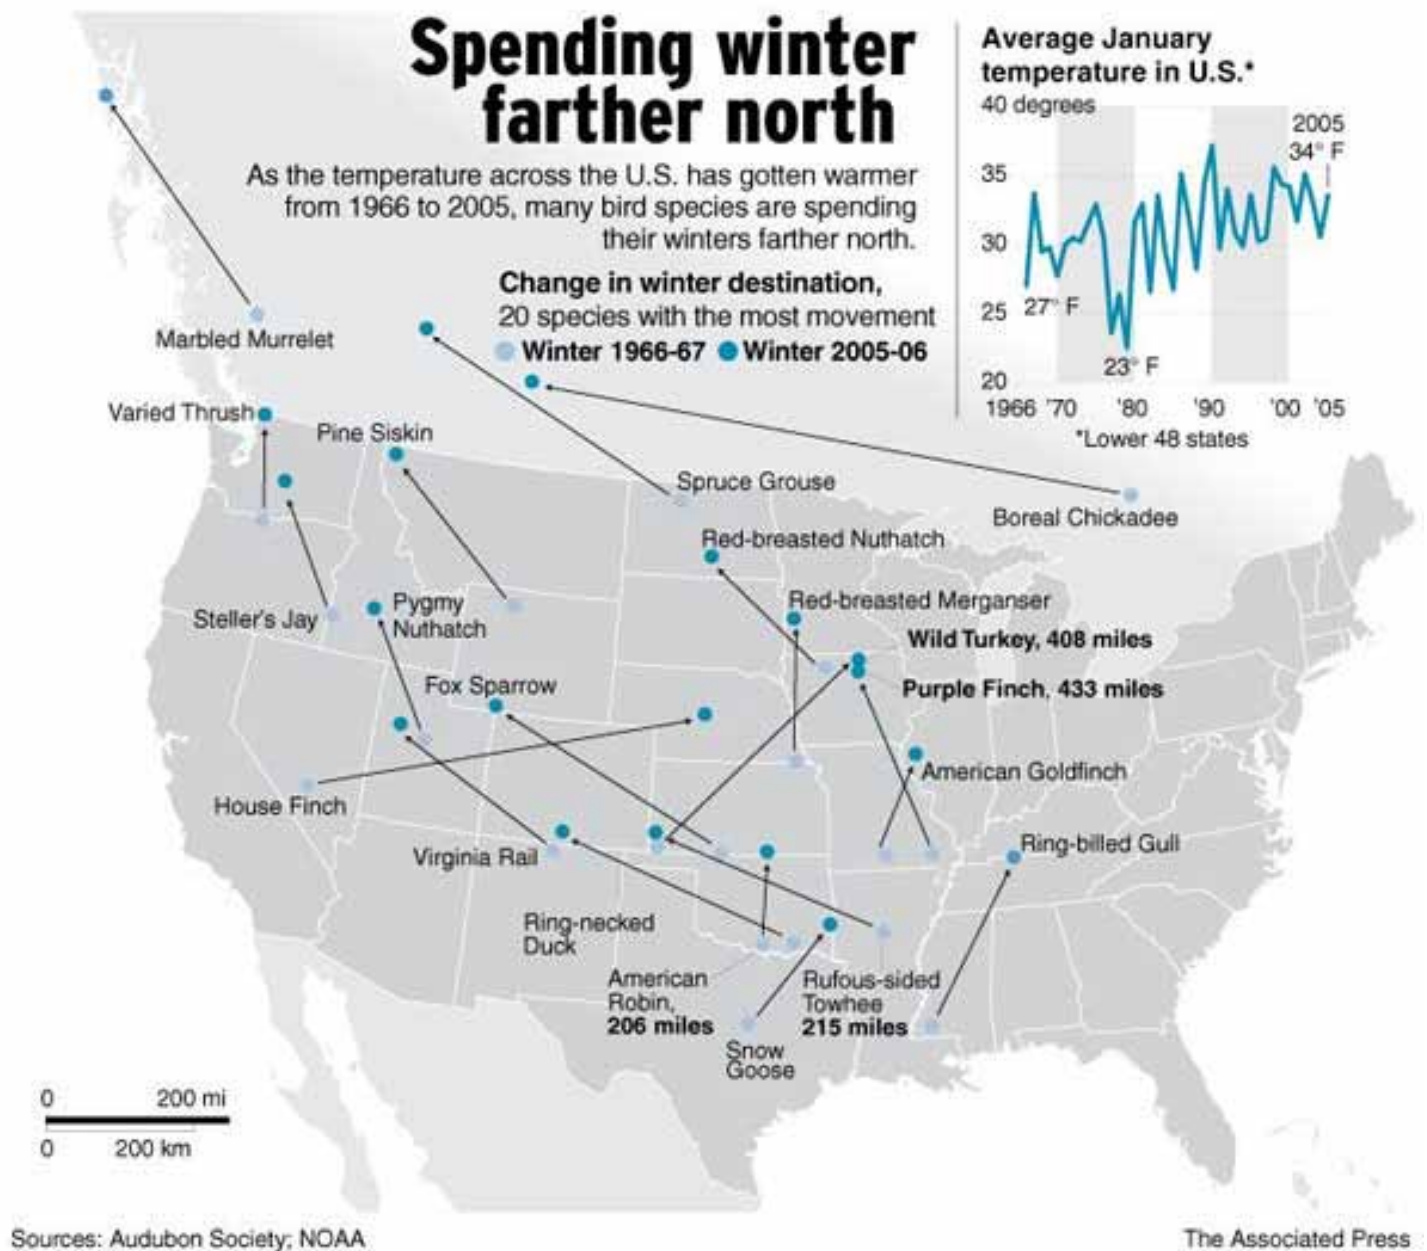 Spending winter
farther north
As the temperature across the U.S. has gotten warmer
from 1966 to 2005, many bird species are spending
their winters farther north.
Change in winter destination,
20 species with the most movement
Winter 1966-67 Winter 2005-06
Average January
temperature in U.S.*
40 degrees
35
30
25
20
2005
34° F
27° F
23° F
1966 '70 '80 '90 '00 '05
*Lower 48 states
Marbled Murrelet
Varied Thrush
Pine Siskin
Spruce Grouse
Boreal Chickadee
Red-breasted Nuthatch
Steller's Jay
Pygmy
Nuthatch
Red-breasted Merganser
Wild Turkey, 408 miles
Purple Finch, 433 miles
Fox Sparrow
House Finch
American Goldfinch
Virginia Rail
Ring-billed Gull
Ring-necked
Duck
American
Robin,
206 miles
Rufous-sided
Towhee
215 miles
Snow
Goose
0 200 mi
0 200 km
Sources: Audubon Society; NOAA
The Associated Press